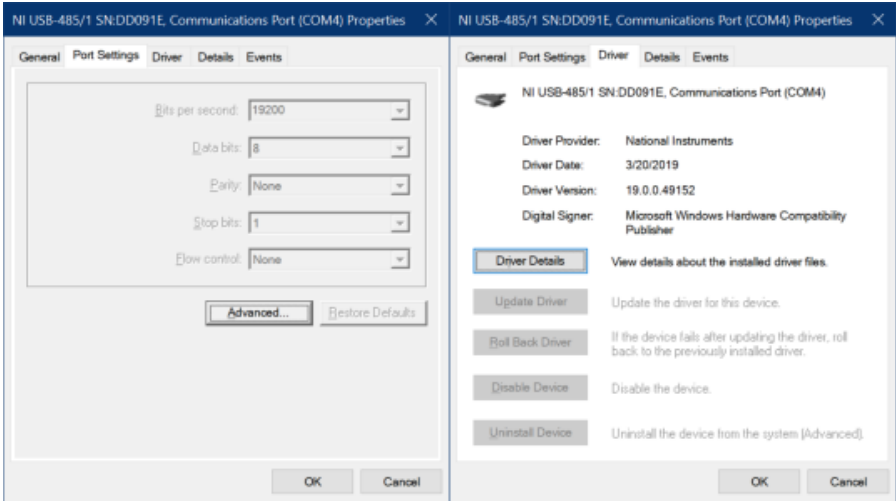 NI USB-485/1 SN:DD091E, Communications Port (COM4) Properties
General Port Settings Driver Details Events
Bits per second: 19200
Data bits: 8
Parity: None
Stop bits: 1
Flow control: None
Advanced... Restore Defaults
OK Cancel
NI USB-485/1 SN:DD091E, Communications Port (COM4) Properties
General Port Settings Driver Details Events
NI USB-485/1 SN:DD091E, Communications Port (COM4)
Driver Provider: National Instruments
Driver Date: 3/20/2019
Driver Version: 19.0.0.49152
Digital Signer: Microsoft Windows Hardware Compatibility
Publisher
Driver Details View details about the installed driver files.
Update Driver Update the driver for this device.
Roll Back Driver If the device fails after updating the driver, roll
back to the previously installed driver.
Disable Device Disable the device.
Uninstall Device Uninstall the device from the system (Advanced).
OK Cancel